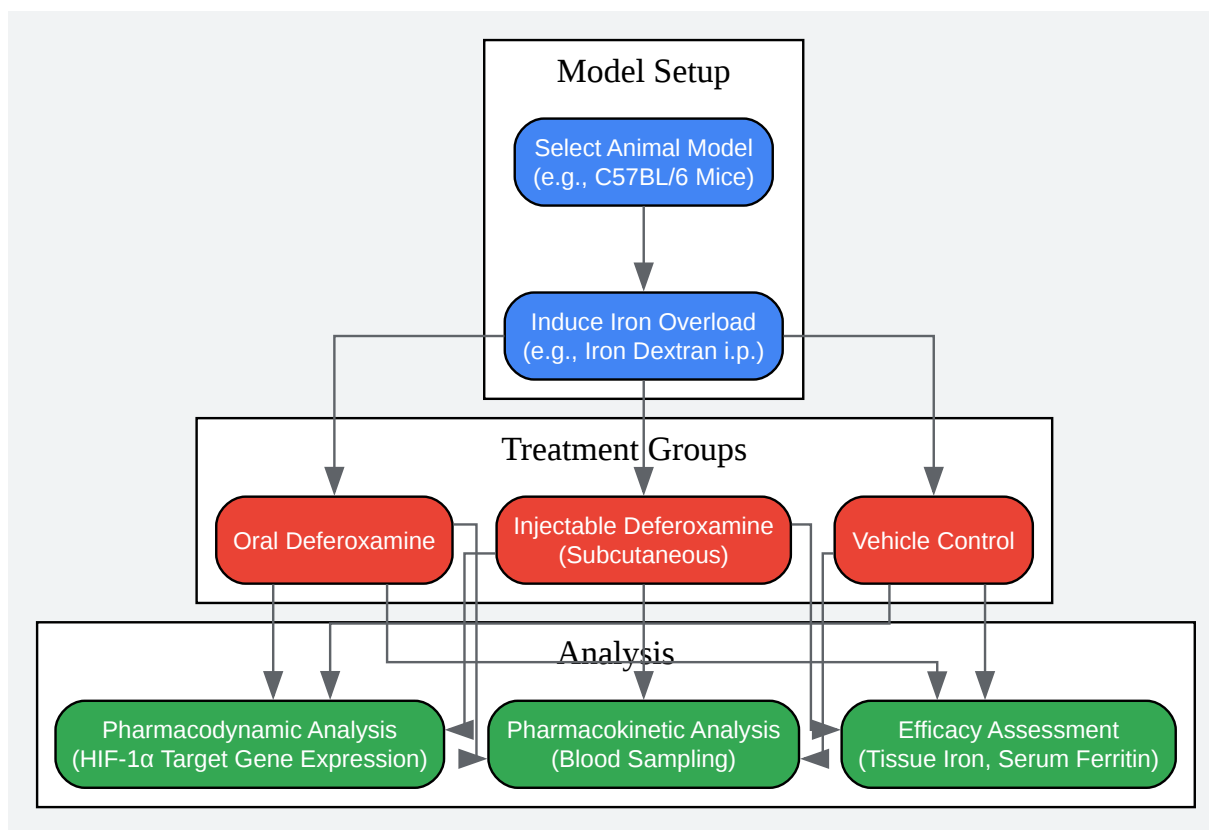 Model Setup
Select Animal Model
(e.g., C57BL/6 Mice)
Induce Iron Overload
(e.g., Iron Dextran i.p.)
Treatment Groups
Oral Deferoxamine
Injectable Deferoxamine
(Subcutaneous)
Vehicle Control
Analysis
Pharmacodynamic Analysis
(HIF-1α Target Gene Expression)
Pharmacokinetic Analysis
(Blood Sampling)
Efficacy Assessment
(Tissue Iron, Serum Ferritin)